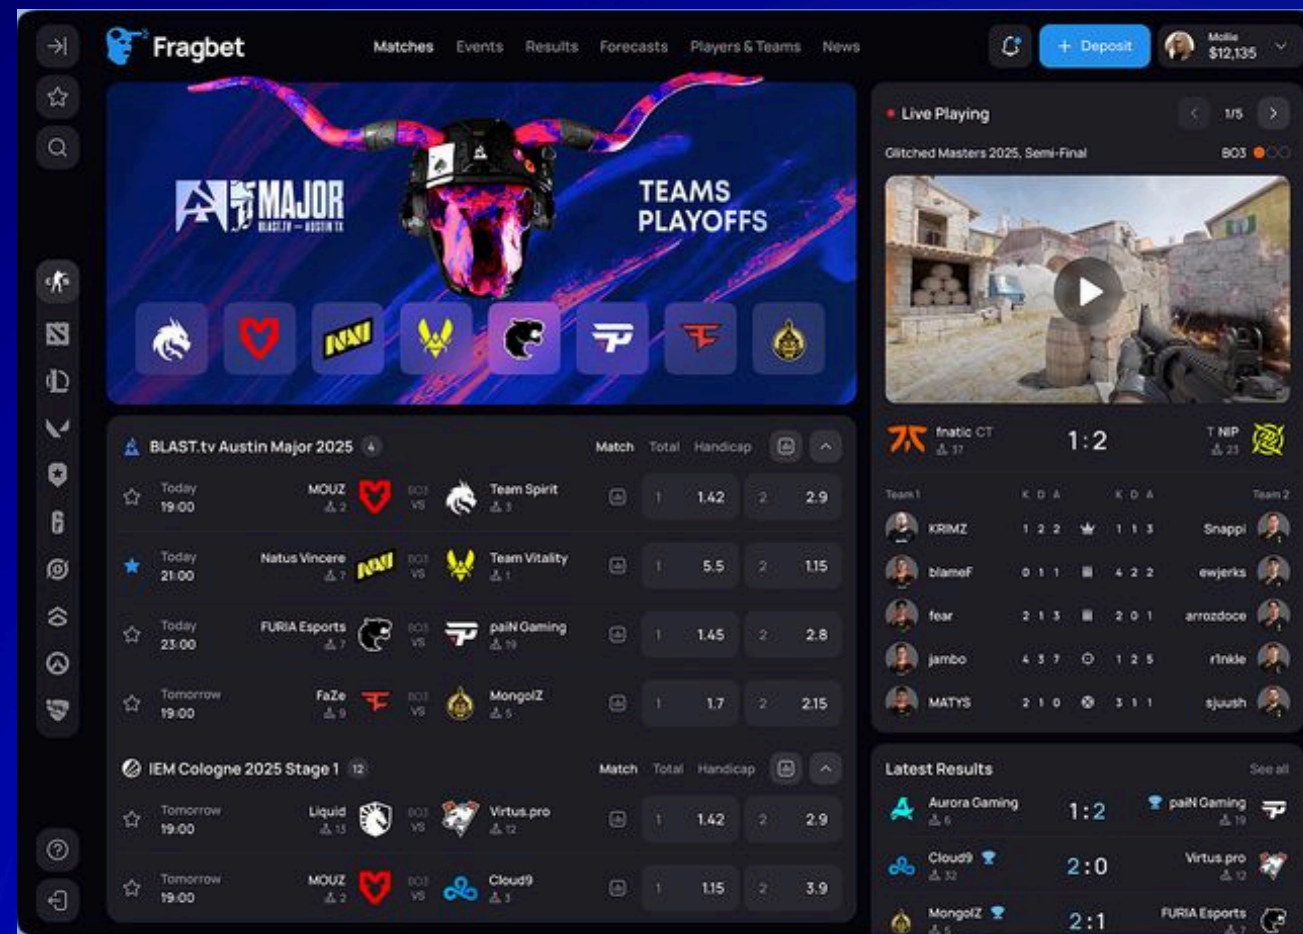 Fragbet
Matches Events Results Forecasts Players & Teams News
+ Deposit
Mollie
$12,135
MAJOR
BLAST.TV — AUSTIN TX
TEAMS
PLAYOFFS
NAVI
BLAST.tv Austin Major 2025 4
Match Total Handicap
Today
19:00
MOUZ
2
BO3
VS
Team Spirit
3
1 1.42 2 2.9
Today
21:00
Natus Vincere
7
BO3
VS
Team Vitality
1
1 5.5 2 1.15
Today
23:00
FURIA Esports
7
BO3
VS
paiN Gaming
19
1 1.45 2 2.8
Tomorrow
19:00
FaZe
9
BO3
VS
MongolZ
5
1 1.7 2 2.15
IEM Cologne 2025 Stage 1 12
Match Total Handicap
Tomorrow
19:00
Liquid
13
BO3
VS
Virtus.pro
12
1 1.42 2 2.9
Tomorrow
19:00
MOUZ
2
BO3
VS
Cloud9
3
1 1.15 2 3.9
Live Playing
1/5
Glitched Masters 2025, Semi-Final
BO3
fnatic CT
37
1:2
T NIP
23
Team 1 K D A K D A Team 2
KRIMZ 1 2 2 1 1 3 Snappi
blameF 0 1 1 4 2 2 ewjerks
fear 2 1 3 2 0 1 arrozdoce
jambo 4 3 7 1 2 5 r1nkle
MATYS 2 1 0 3 1 1 sjuush
Latest Results See all
Aurora Gaming
6
1:2
paiN Gaming
19
Cloud9
32
2:0
Virtus.pro
12
MongolZ
2:1
FURIA Esports